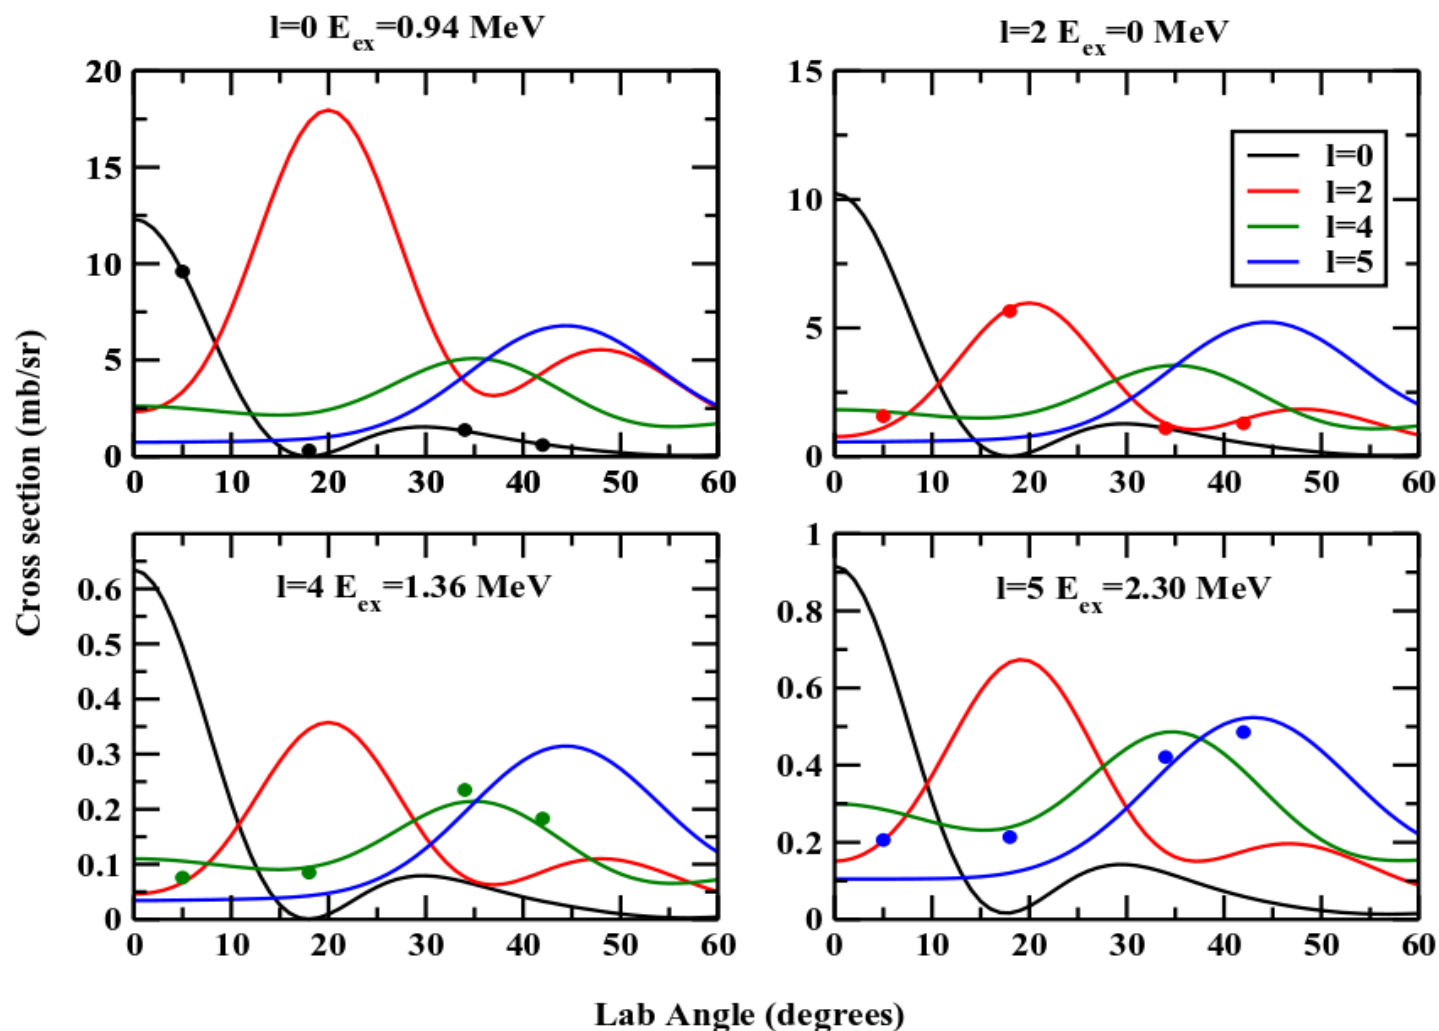 l=0 E_ex=0.94 MeV
l=2 E_ex=0 MeV
20
15
10
5
0
0 10 20 30 40 50 60
15
10
5
0
0 10 20 30 40 50 60
l=0
l=2
l=4
l=5
Cross section (mb/sr)
l=4 E_ex=1.36 MeV
0.6
0.5
0.4
0.3
0.2
0.1
0
0 10 20 30 40 50 60
l=5 E_ex=2.30 MeV
1
0.8
0.6
0.4
0.2
0
0 10 20 30 40 50 60
Lab Angle (degrees)